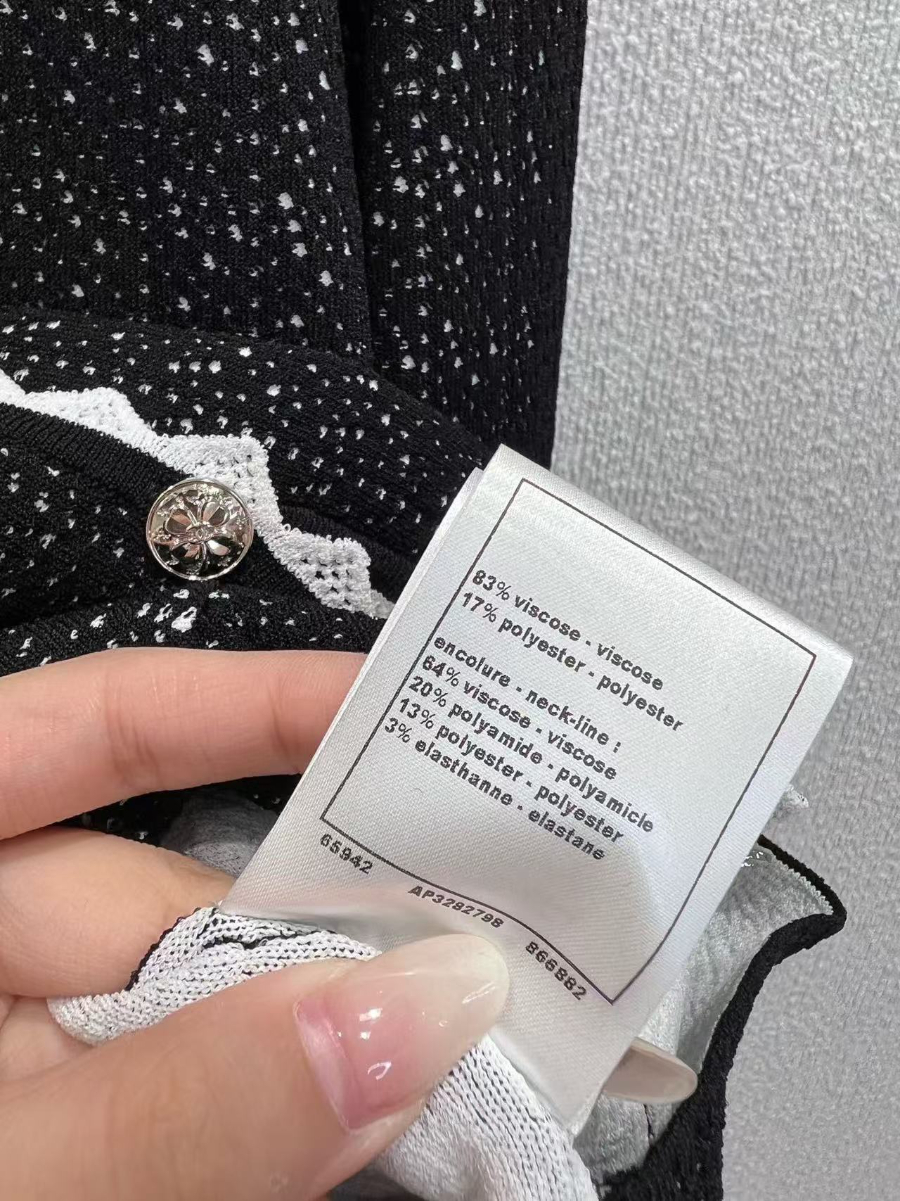 83% viscose - viscose
17% polyester - polyester
encolure - neck-line :
64% viscose - viscose
20% polyamide - polyamicle
13% polyester - polyester
3% elasthanne - elastane
65942
AP328279B
B66882